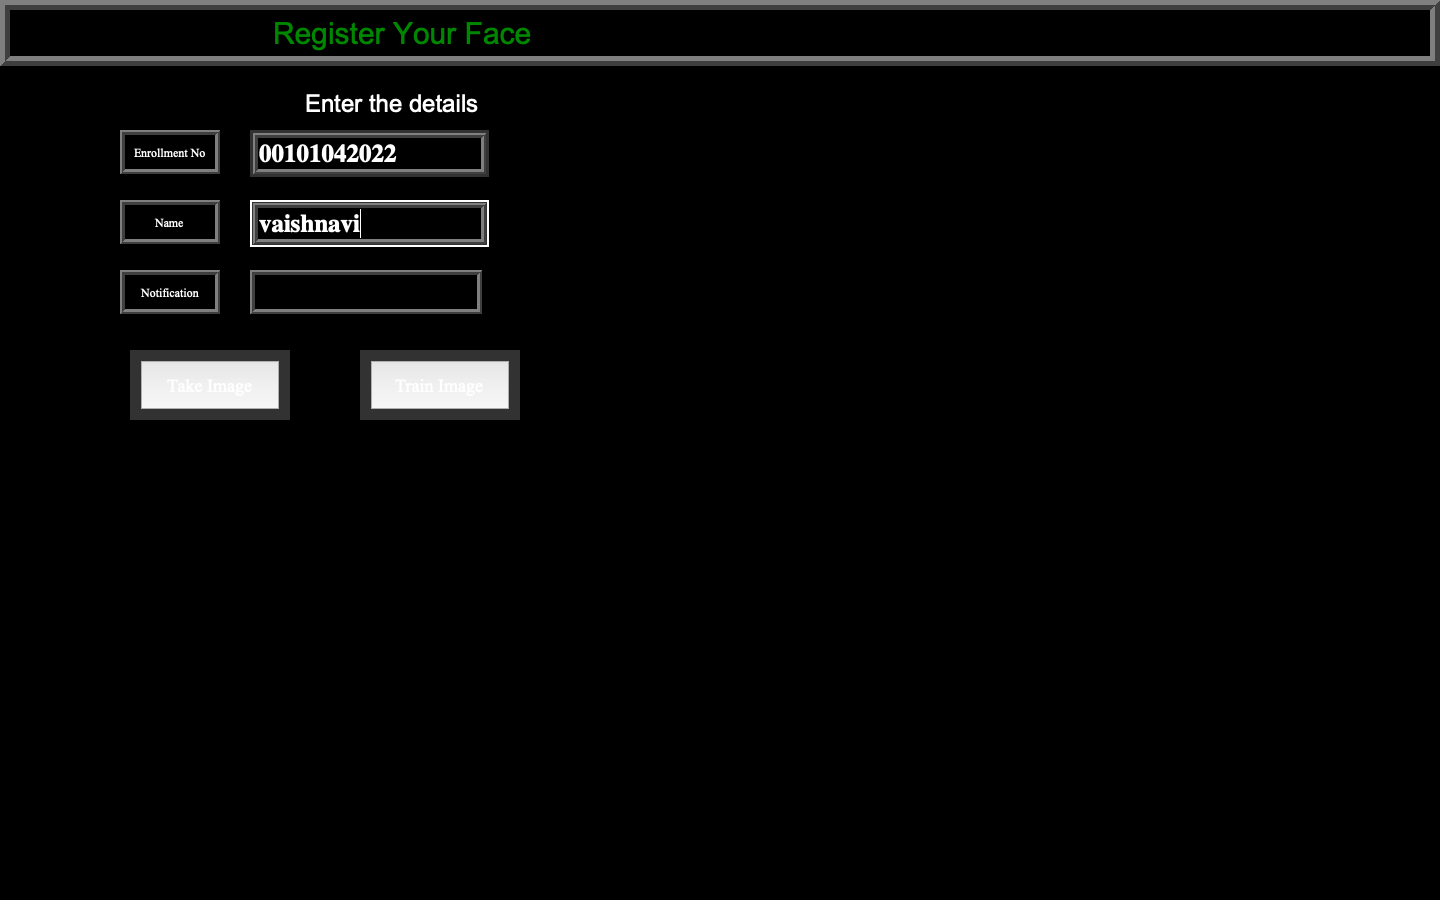 Register Your Face
Enter the details
Enrollment No 00101042022
Name vaishnavi
Notification
Take Image Train Image